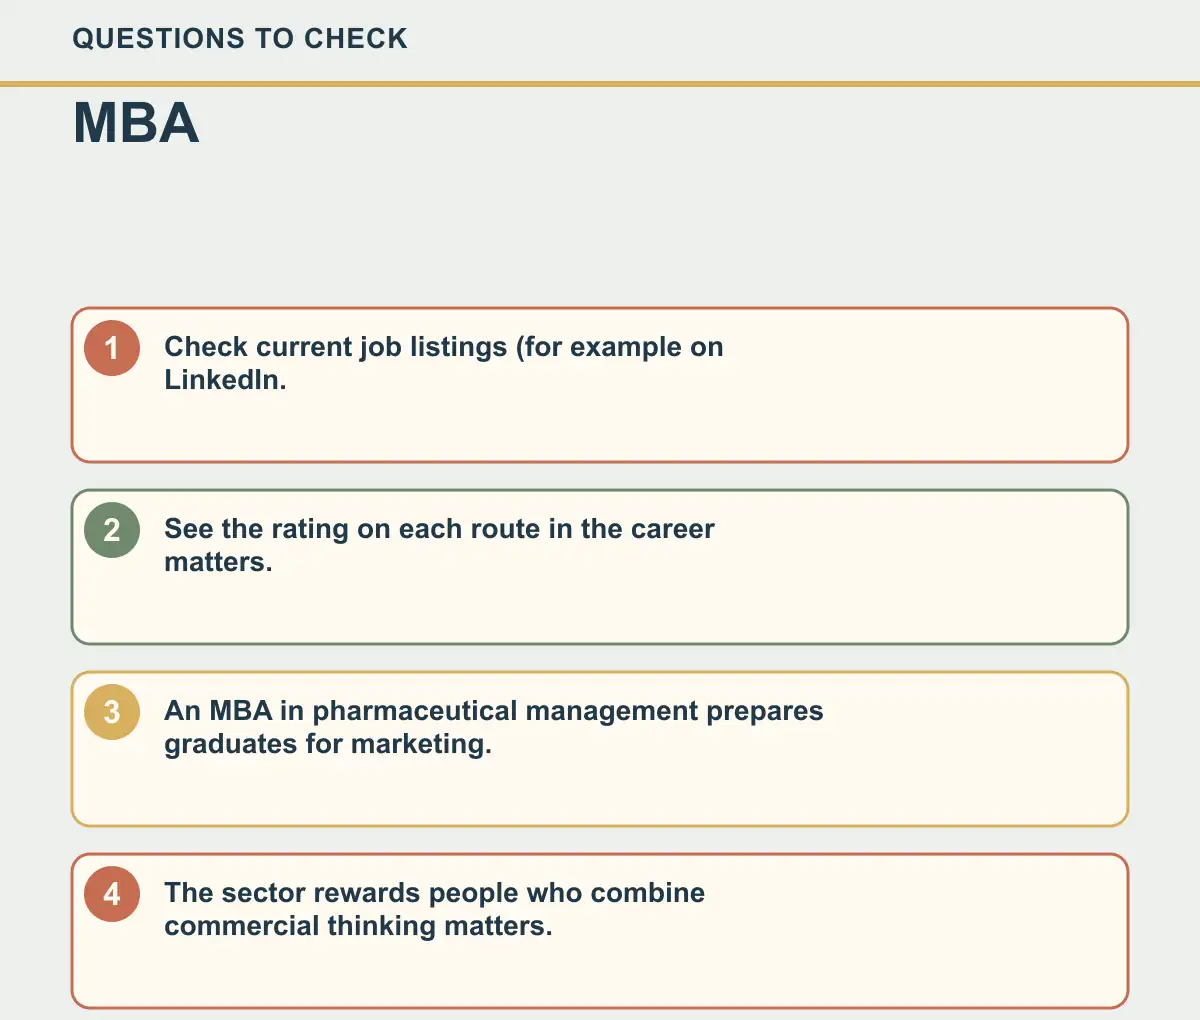 QUESTIONS TO CHECK
MBA
1
Check current job listings (for example on
LinkedIn.
2
See the rating on each route in the career
matters.
3
An MBA in pharmaceutical management prepares
graduates for marketing.
4
The sector rewards people who combine
commercial thinking matters.